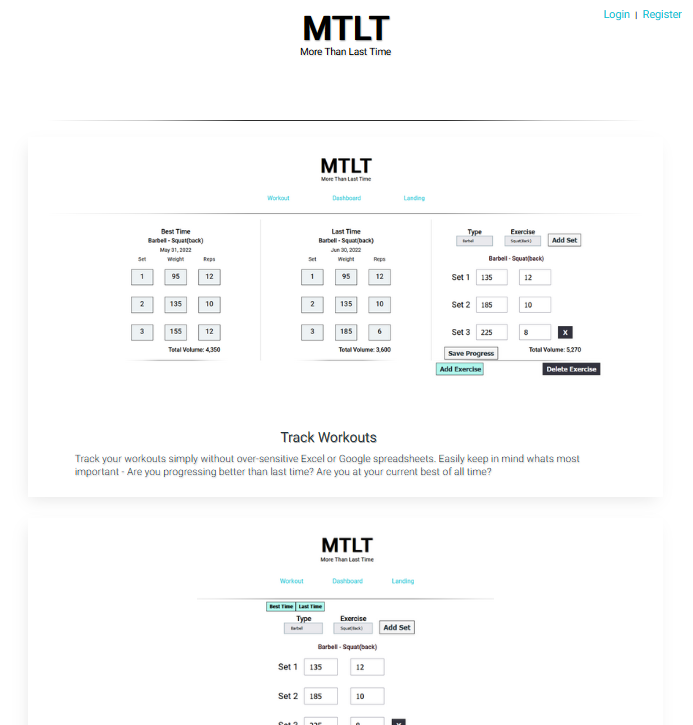 Login | Register
MTLT
More Than Last Time
MTLT
More Than Last Time
Workout Dashboard Landing
Best Time
Barbell - Squat(back)
May 31, 2022
Set Weight Reps
1 95 12
2 135 10
3 155 12
Total Volume: 4,350
Last Time
Barbell - Squat(back)
Jun 30, 2022
Set Weight Reps
1 95 12
2 135 10
3 185 6
Total Volume: 3,600
Type Exercise
Barbell Squat(Back) Add Set
Barbell - Squat(back)
Set 1 135 12
Set 2 185 10
Set 3 225 8 X
Save Progress Total Volume: 5,270
Add Exercise Delete Exercise
Track Workouts
Track your workouts simply without over-sensitive Excel or Google spreadsheets. Easily keep in mind whats most
important - Are you progressing better than last time? Are you at your current best of all time?
MTLT
More Than Last Time
Workout Dashboard Landing
Best Time Last Time
Type Exercise
Barbell Squat(Back) Add Set
Barbell - Squat(back)
Set 1 135 12
Set 2 185 10
Set 3 225 8 X